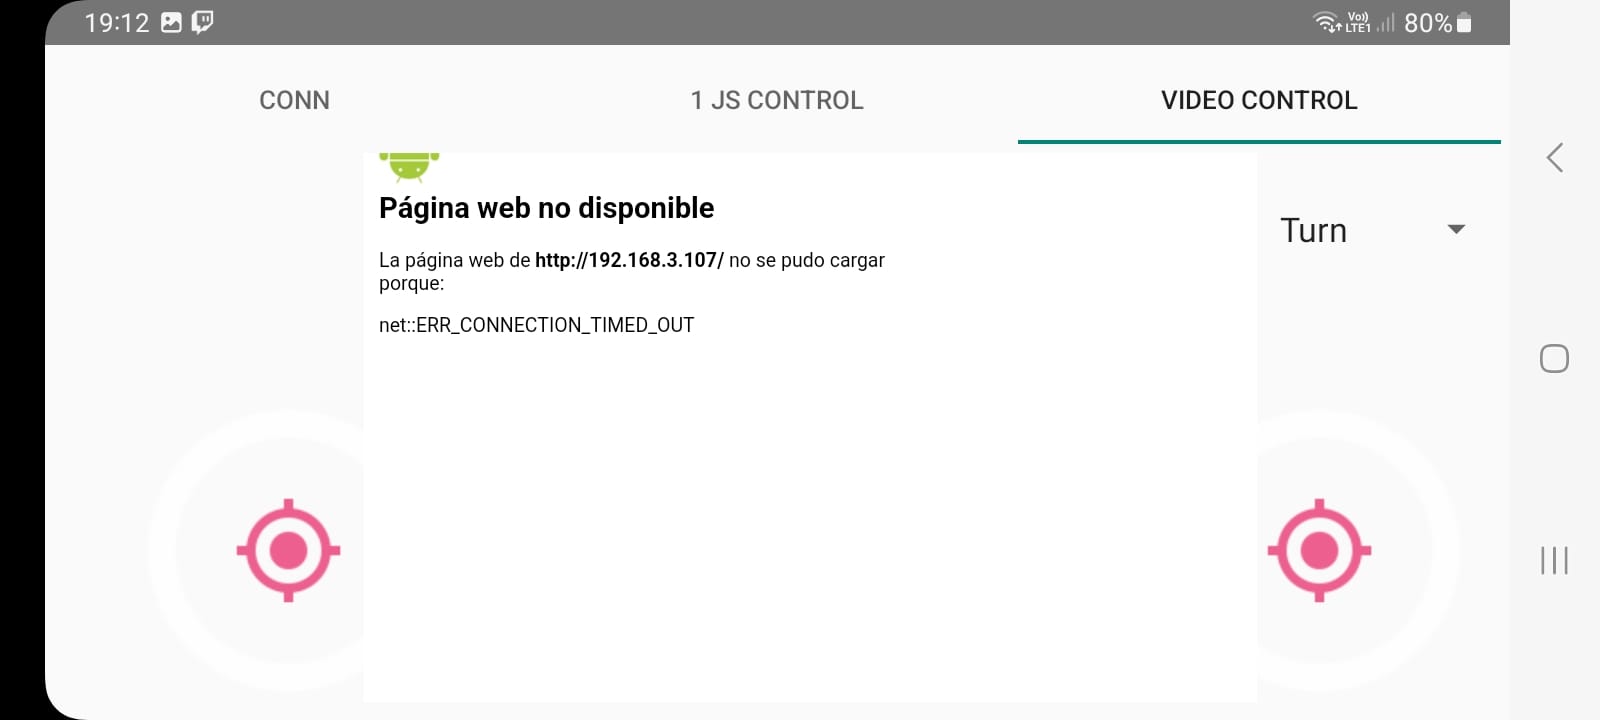 19:12
Vo)) LTE1 80%
CONN
1 JS CONTROL
VIDEO CONTROL
Página web no disponible
Turn
La página web de http://192.168.3.107/ no se pudo cargar
porque:
net::ERR_CONNECTION_TIMED_OUT